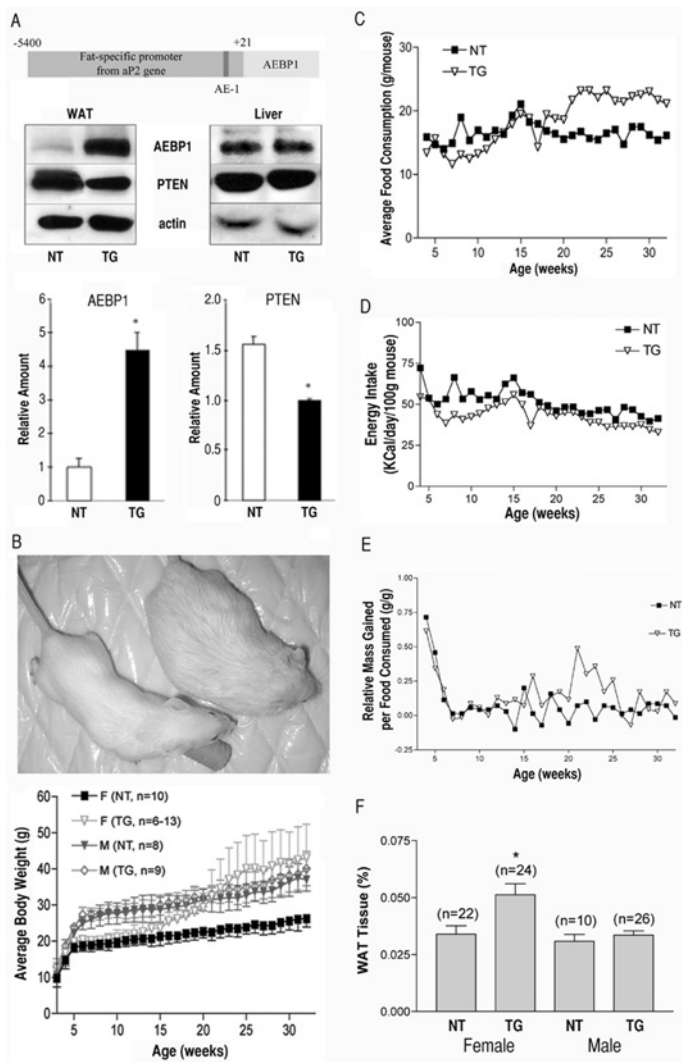 A
-5400 +21
Fat-specific promoter
from aP2 gene
AEBP1
AE-1
WAT
Liver
AEBP1
PTEN
actin
NT TG
NT TG
AEBP1
Relative Amount
6
5
4
3
2
1
0
*
NT TG
PTEN
Relative Amount
2.0
1.5
1.0
0.5
0
*
NT TG
B
Average Body Weight (g)
60
50
40
30
20
10
0
F (NT, n=10)
F (TG, n=6-13)
M (NT, n=8)
M (TG, n=9)
5 10 15 20 25 30
Age (weeks)
C
Average Food Consumption (g/mouse)
30
20
10
0
NT
TG
5 10 15 20 25 30
Age (weeks)
D
Energy Intake
(KCal/day/100g mouse)
100
75
50
25
0
NT
TG
5 10 15 20 25 30
Age (weeks)
E
Relative Mass Gained
per Food Consumed (g/g)
1.00
0.75
0.50
0.25
0.00
-0.25
NT
TG
5 10 15 20 25 30
Age (weeks)
F
WAT Tissue (%)
0.075
0.050
0.025
0.000
(n=22)
*
(n=24)
(n=10)
(n=26)
NT TG NT TG
Female Male